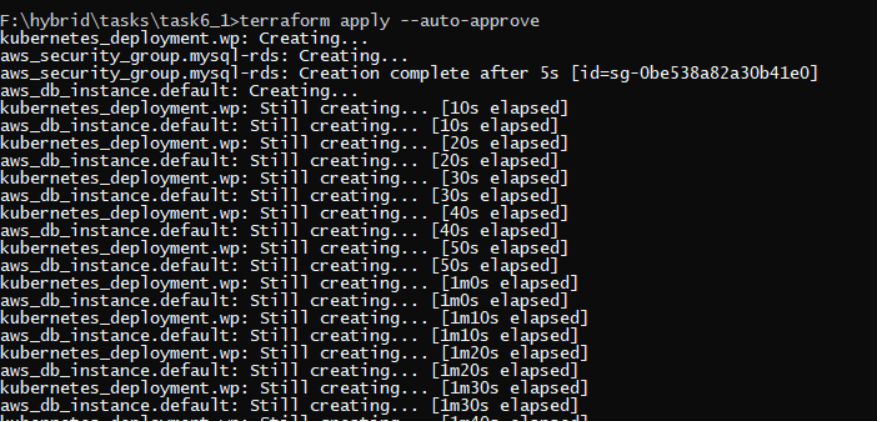 F:\hybrid\tasks\task6_1>terraform apply --auto-approve
kubernetes_deployment.wp: Creating...
aws_security_group.mysql-rds: Creating...
aws_security_group.mysql-rds: Creation complete after 5s [id=sg-0be538a82a30b41e0]
aws_db_instance.default: Creating...
kubernetes_deployment.wp: Still creating... [10s elapsed]
aws_db_instance.default: Still creating... [10s elapsed]
kubernetes_deployment.wp: Still creating... [20s elapsed]
aws_db_instance.default: Still creating... [20s elapsed]
kubernetes_deployment.wp: Still creating... [30s elapsed]
aws_db_instance.default: Still creating... [30s elapsed]
kubernetes_deployment.wp: Still creating... [40s elapsed]
aws_db_instance.default: Still creating... [40s elapsed]
kubernetes_deployment.wp: Still creating... [50s elapsed]
aws_db_instance.default: Still creating... [50s elapsed]
kubernetes_deployment.wp: Still creating... [1m0s elapsed]
aws_db_instance.default: Still creating... [1m0s elapsed]
kubernetes_deployment.wp: Still creating... [1m10s elapsed]
aws_db_instance.default: Still creating... [1m10s elapsed]
kubernetes_deployment.wp: Still creating... [1m20s elapsed]
aws_db_instance.default: Still creating... [1m20s elapsed]
kubernetes_deployment.wp: Still creating... [1m30s elapsed]
aws_db_instance.default: Still creating... [1m30s elapsed]
kubernetes_deployment.wp: Still creating... [1m40s elapsed]